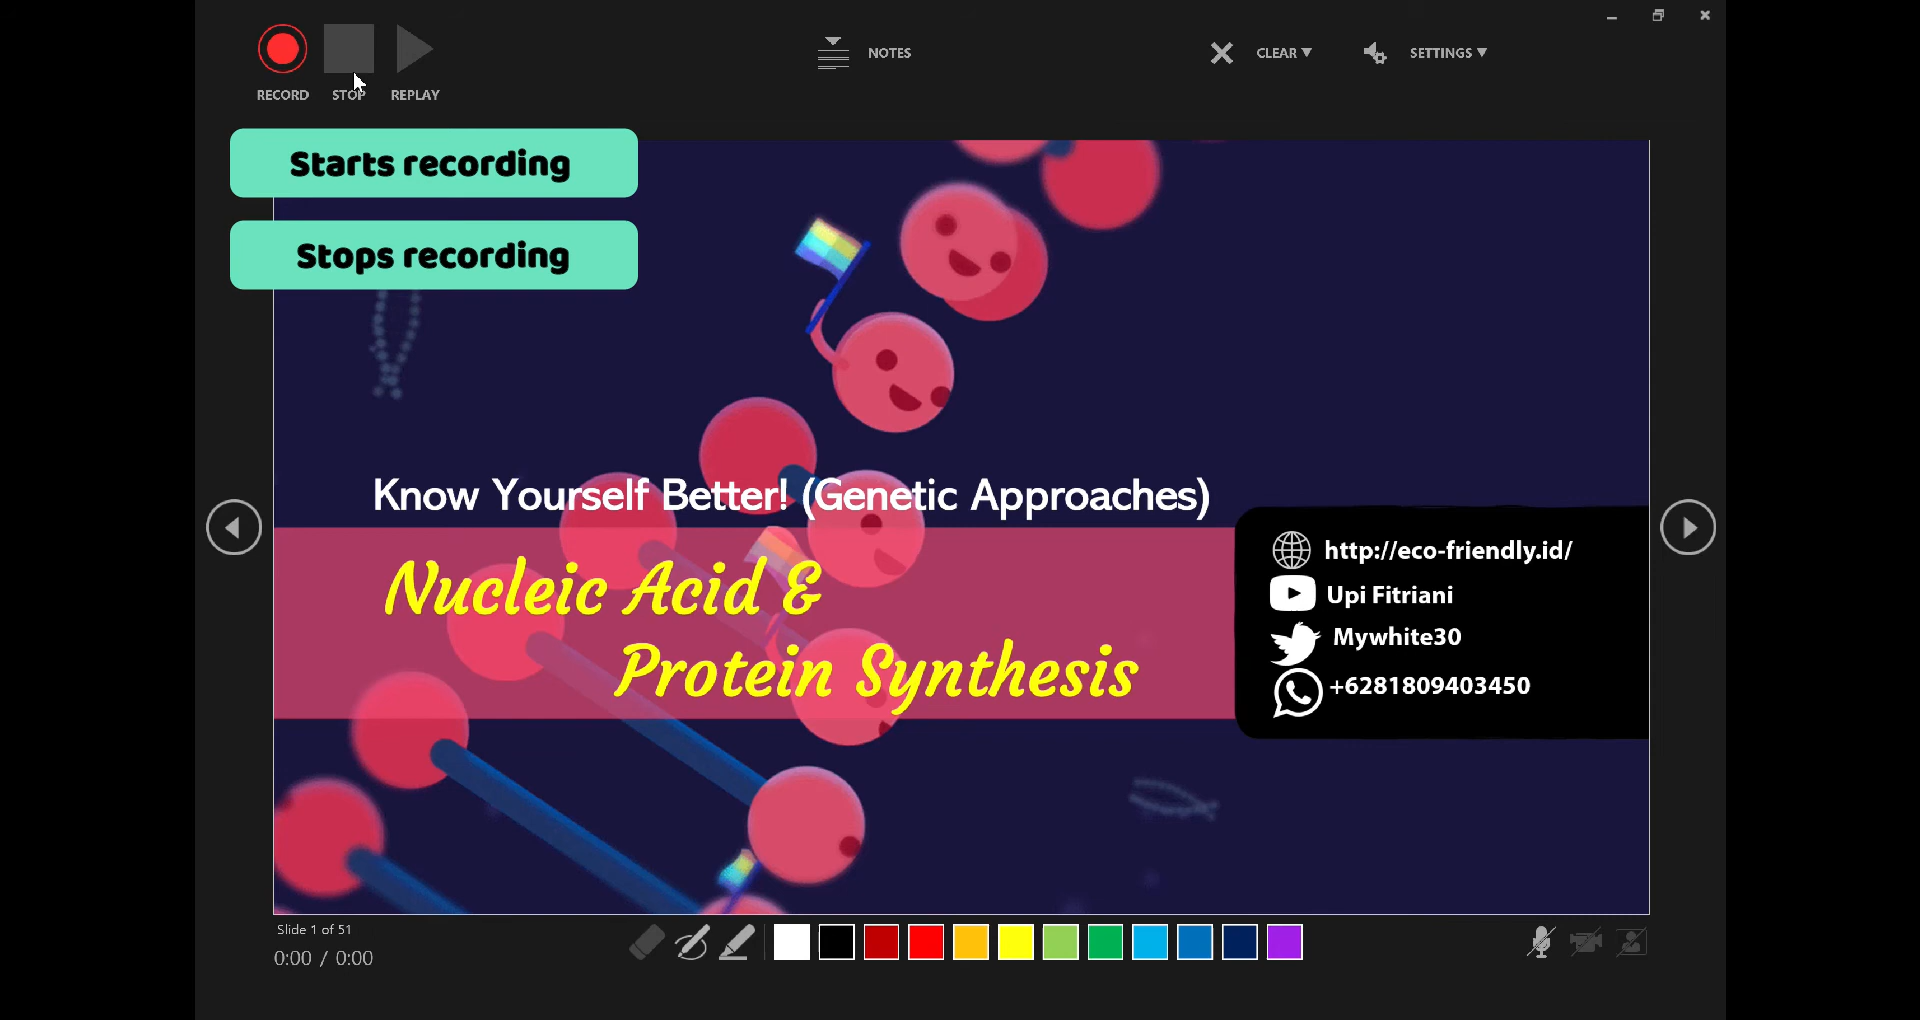 RECORD
STOP
REPLAY
NOTES
CLEAR
SETTINGS
Starts recording
Stops recording
Know Yourself Better! (Genetic Approaches)
Nucleic Acid &
Protein Synthesis
http://eco-friendly.id/
Upi Fitriani
Mywhite30
+6281809403450
Slide 1 of 51
0:00 / 0:00